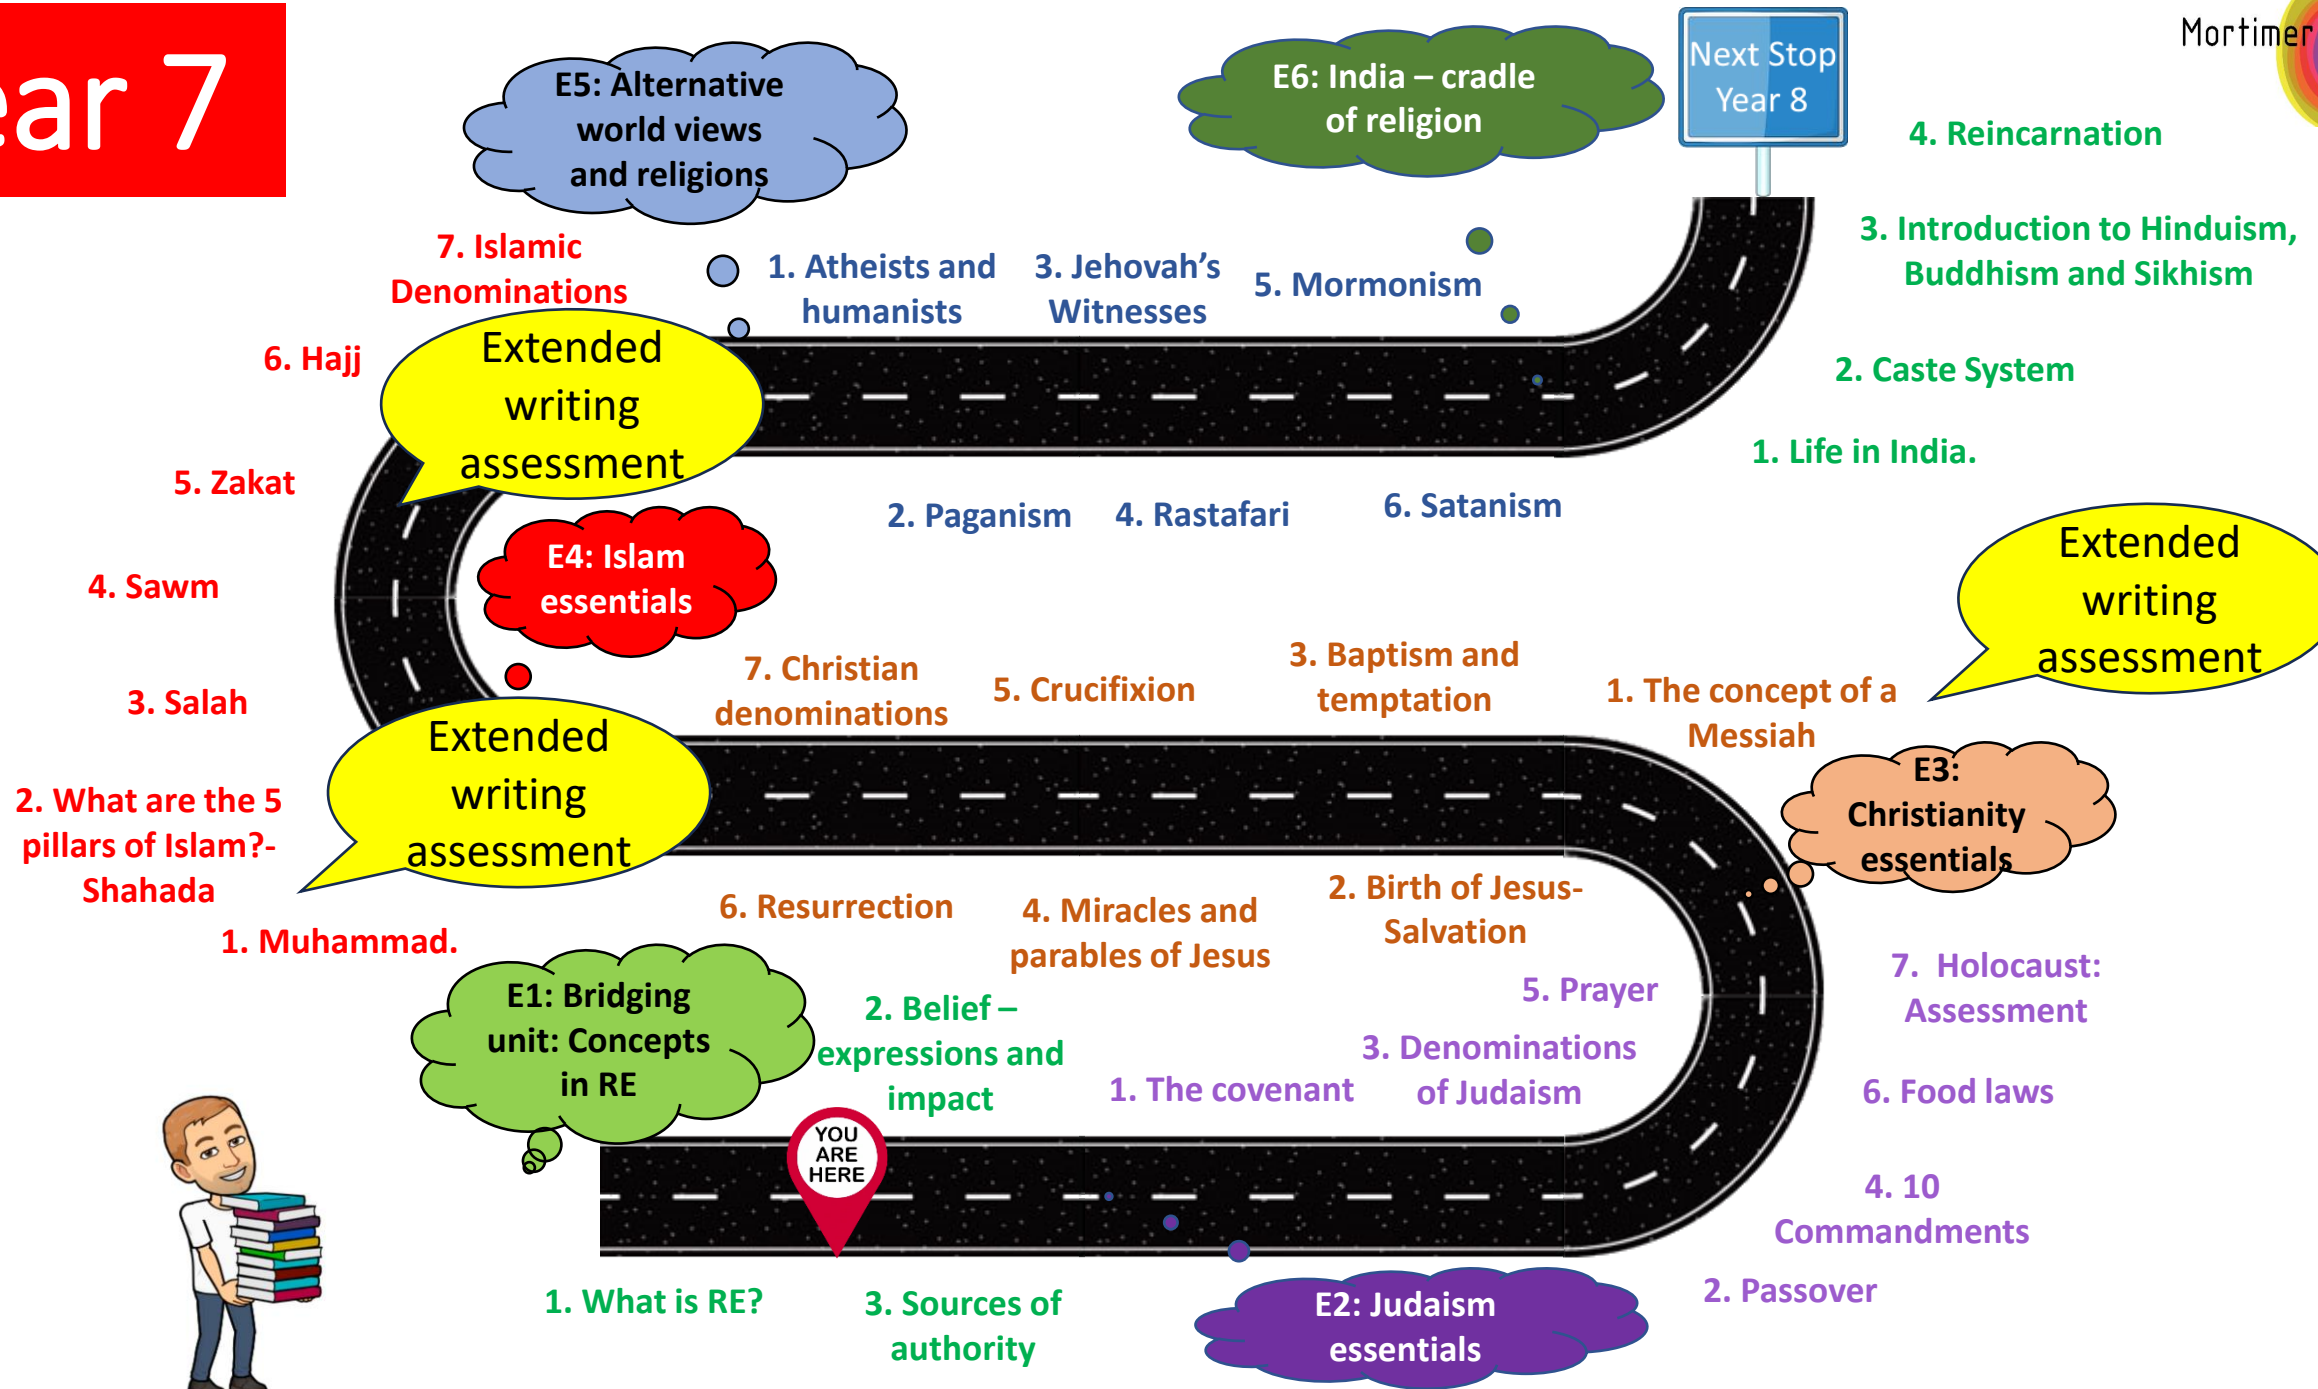 ear 7
Mortimer
E5: Alternative
world views
and religions
E6: India – cradle
of religion
Next Stop
Year 8
4. Reincarnation
3. Introduction to Hinduism,
Buddhism and Sikhism
2. Caste System
1. Life in India.
7. Islamic
Denominations
1. Atheists and
humanists
3. Jehovah's
Witnesses
5. Mormonism
6. Hajj
Extended
writing
assessment
5. Zakat
2. Paganism
4. Rastafari
6. Satanism
E4: Islam
essentials
4. Sawm
Extended
writing
assessment
3. Salah
7. Christian
denominations
5. Crucifixion
3. Baptism and
temptation
1. The concept of a
Messiah
Extended
writing
assessment
E3:
Christianity
essentials
2. What are the 5
pillars of Islam?-
Shahada
1. Muhammad.
6. Resurrection
4. Miracles and
parables of Jesus
2. Birth of Jesus-
Salvation
7. Holocaust:
Assessment
5. Prayer
3. Denominations
of Judaism
1. The covenant
6. Food laws
E1: Bridging
unit: Concepts
in RE
2. Belief –
expressions and
impact
YOU
ARE
HERE
4. 10
Commandments
2. Passover
1. What is RE?
3. Sources of
authority
E2: Judaism
essentials